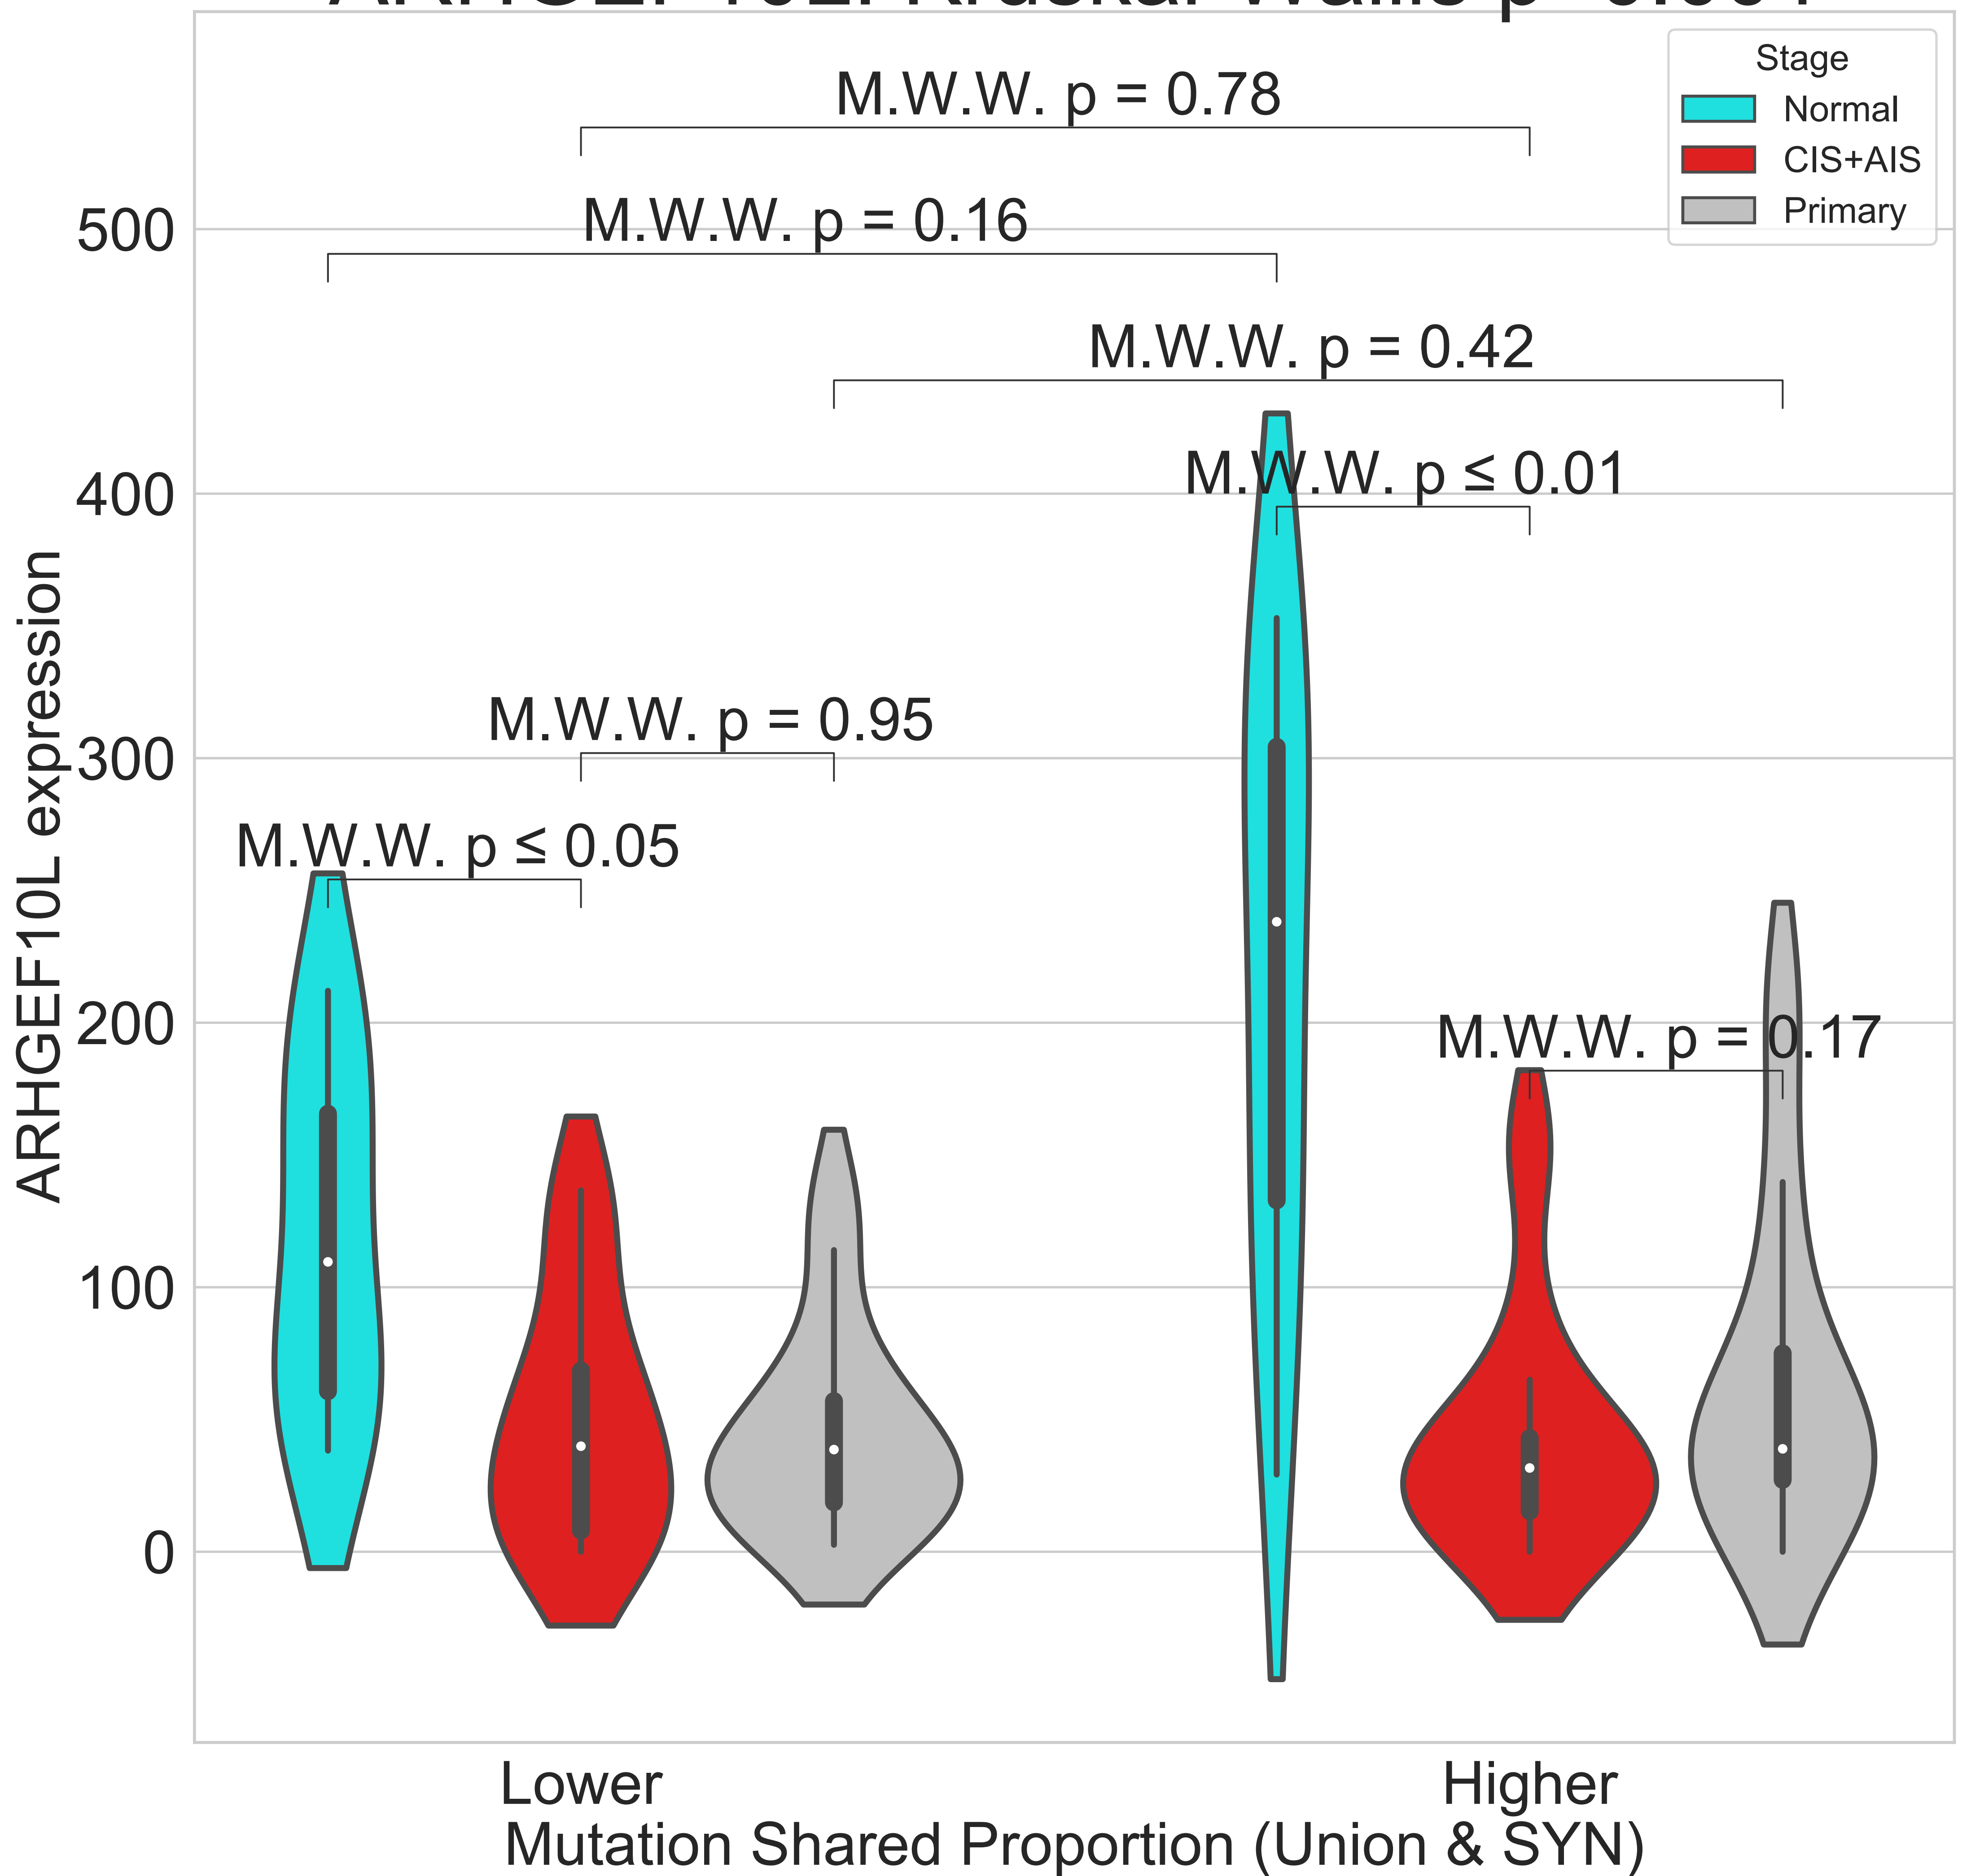 M.W.W. p = 0.78
M.W.W. p = 0.16
M.W.W. p = 0.42
M.W.W. p ≤ 0.01
M.W.W. p = 0.95
M.W.W. p ≤ 0.05
M.W.W. p = 0.17
Stage
Normal
CIS+AIS
Primary
ARHGEF10L expression
500
400
300
200
100
0
Lower
Higher
Mutation Shared Proportion (Union & SYN)